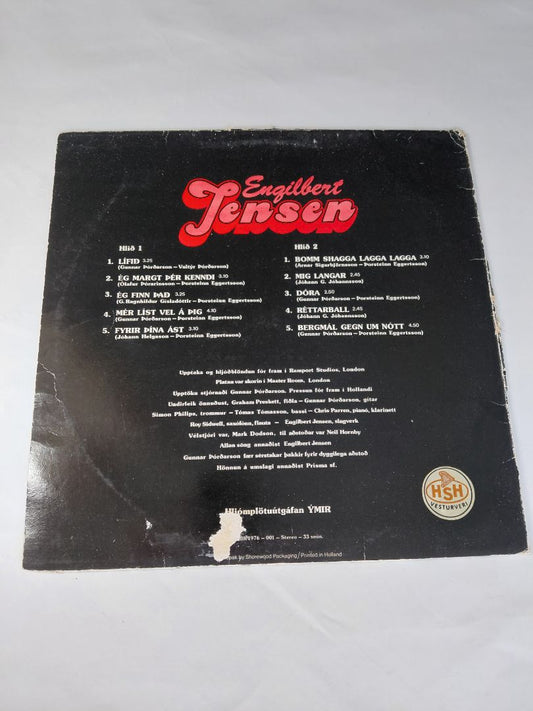 Engilbert
Jensen
Hlið 1
1. LÍFIÐ 3.25
(Gunnar Þórðarson – Valtýr Þórðarson)
2. ÉG MARGT ÞÉR KENNDI 3.10
(Ólafur Þórarinsson – Þorsteinn Eggertsson)
3. ÉG FINN ÞAÐ 3.25
(G. Ragnhildur Gísladóttir – Þorsteinn Eggertsson)
4. MÉR LÍST VEL Á ÞIG 4.10
(Gunnar Þórðarson – Þorsteinn Eggertsson)
5. FYRIR ÞÍNA ÁST 3.10
(Jóhann Helgason – Þorsteinn Eggertsson)
Hlið 2
1. BOMM SHAGGA LAGGA LAGGA 3.10
(Arnar Sigurbjörnsson – Þorsteinn Eggertsson)
2. MIG LANGAR 2.45
(Jóhann G. Jóhannsson)
3. DÓRA 2.50
(Gunnar Þórðarson – Þorsteinn Eggertsson)
4. RÉTTARBALL 2.45
(Jóhann G. Jóhannsson)
5. BERGMÁL GEGN UM NÓTT 4.50
(Gunnar Þórðarson – Þorsteinn Eggertsson)
Upptaka og hljóðblöndun fór fram í Ramport Studios, London
Platan var skorin í Master Room, London
Upptöku stjórnaði Gunnar Þórðarson. Pressun fór fram í Hollandi
Undirleik önnuðust, Graham Preskett, fiðla – Gunnar Þórðarson, gítar
Simon Philips, trommur – Tómas Tómasson, bassi – Chris Parren, píanó, klarinett
Roy Sidwell, saxófónn, flauta – Engilbert Jensen, slagverk
Vélstjóri var, Mark Dodson, til aðstoðar var Neil Hornby
Allan söng annaðist Engilbert Jensen
Gunnar Þórðarson fær sérstakar þakkir fyrir dyggilega aðstoð
Hönnun á umslagi annaðist Prisma sf.
HSH
VESTURVERI
Hljómplötuútgáfan ÝMIR
1976 – 001 – Stereo – 33 snún.
by Shorewood Packaging / Printed in Holland